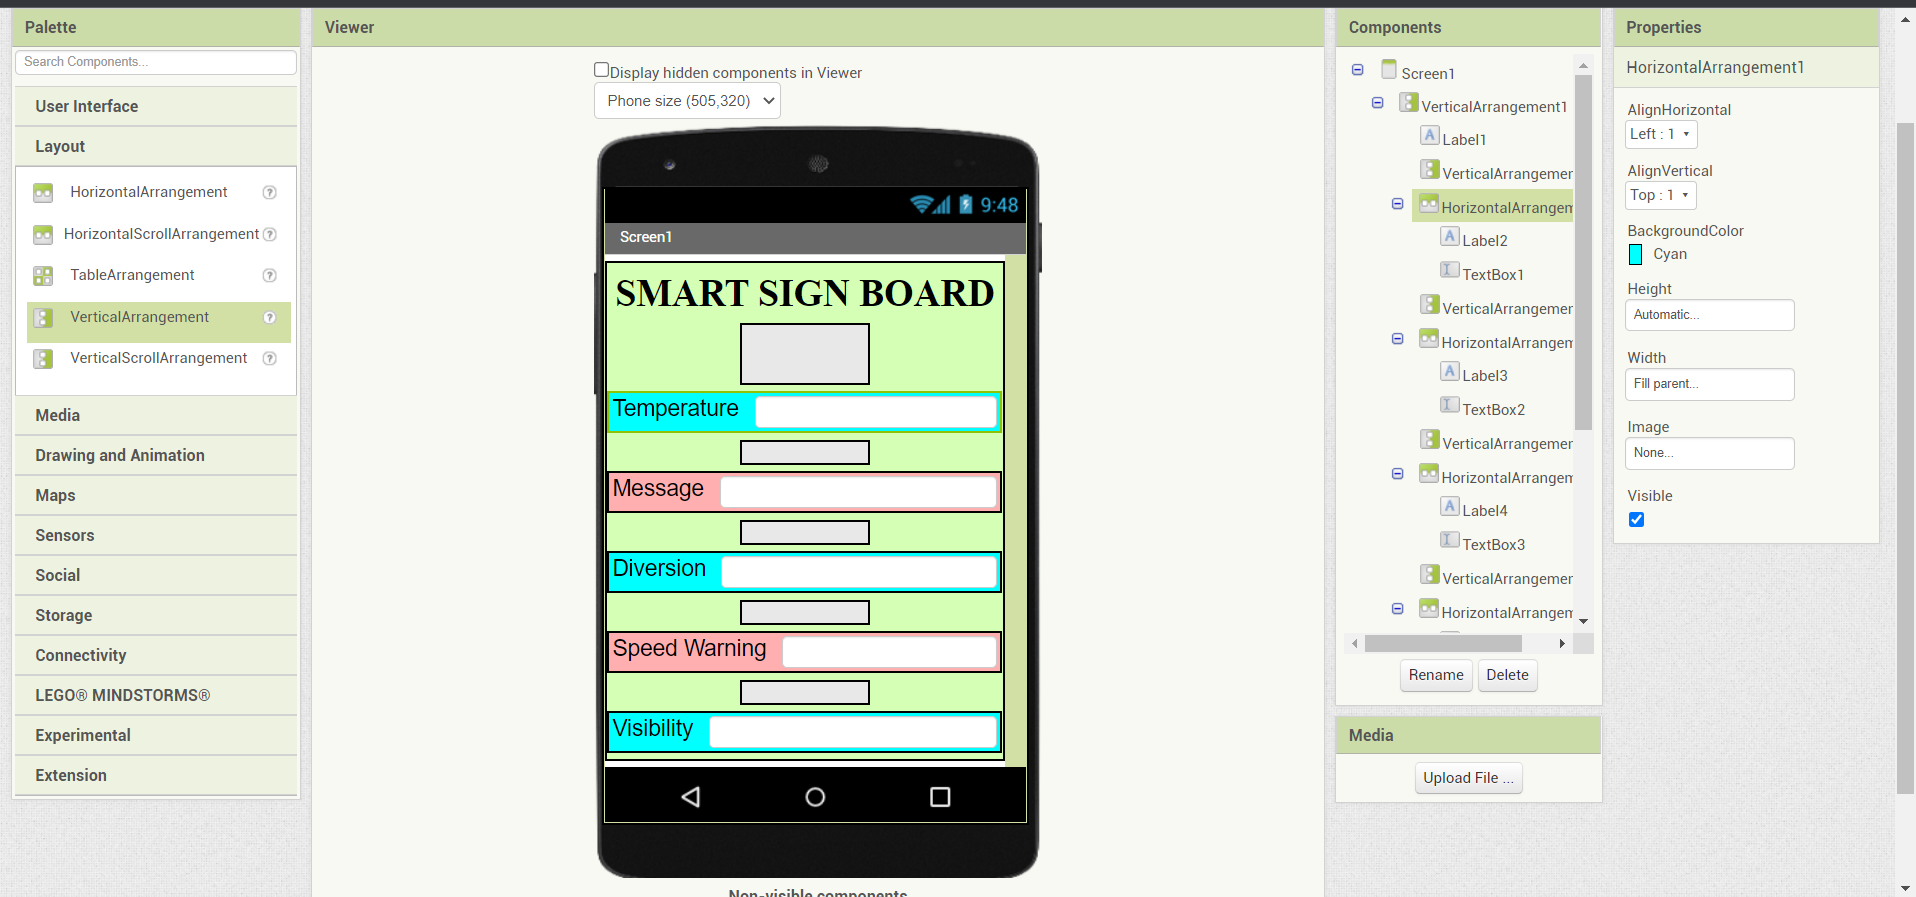 Palette
Search Components...
User Interface
Layout
HorizontalArrangement
HorizontalScrollArrangement
TableArrangement
VerticalArrangement
VerticalScrollArrangement
Media
Drawing and Animation
Maps
Sensors
Social
Storage
Connectivity
LEGO® MINDSTORMS®
Experimental
Extension
Viewer
Display hidden components in Viewer
Phone size (505,320)
9:48
Screen1
SMART SIGN BOARD
Temperature
Message
Diversion
Speed Warning
Visibility
Non-visible components
Components
Screen1
VerticalArrangement1
Label1
VerticalArrangemer
HorizontalArrangem
Label2
TextBox1
VerticalArrangemer
HorizontalArrangem
Label3
TextBox2
VerticalArrangemer
HorizontalArrangem
Label4
TextBox3
VerticalArrangemer
HorizontalArrangem
Rename
Delete
Media
Upload File ...
Properties
HorizontalArrangement1
AlignHorizontal
Left : 1
AlignVertical
Top : 1
BackgroundColor
Cyan
Height
Automatic...
Width
Fill parent...
Image
None...
Visible